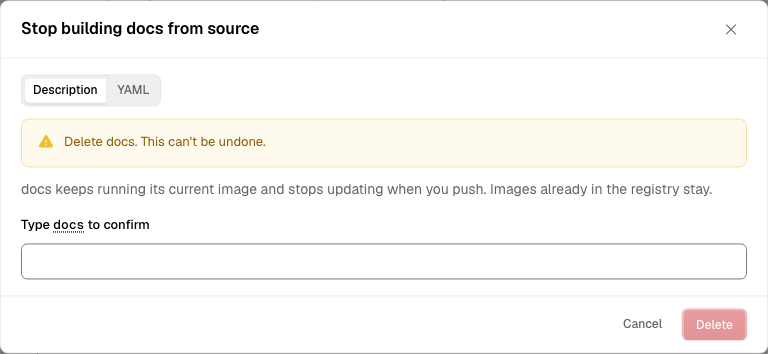 Stop building docs from source
Description YAML
Delete docs. This can't be undone.
docs keeps running its current image and stops updating when you push. Images already in the registry stay.
Type docs to confirm
Cancel Delete